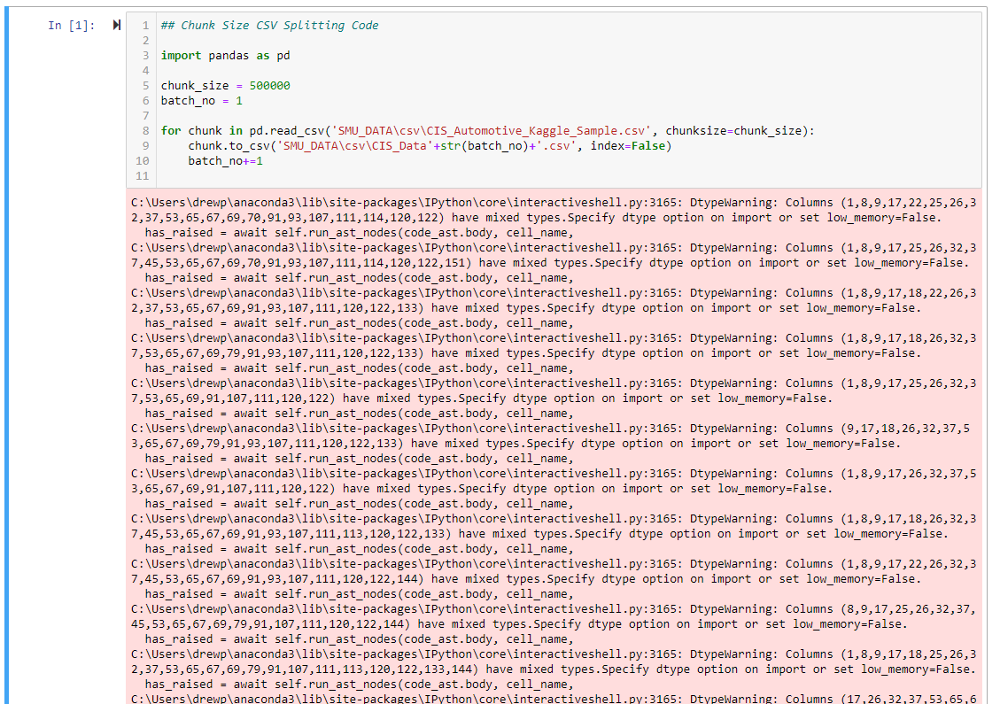 In [1]:
1 ## Chunk Size CSV Splitting Code
2
3 import pandas as pd
4
5 chunk_size = 500000
6 batch_no = 1
7
8 for chunk in pd.read_csv('SMU_DATA\csv\CIS_Automotive_Kaggle_Sample.csv', chunksize=chunk_size):
9     chunk.to_csv('SMU_DATA\csv\CIS_Data'+str(batch_no)+'.csv', index=False)
10     batch_no+=1
11
C:\Users\drewp\anaconda3\lib\site-packages\IPython\core\interactiveshell.py:3165: DtypeWarning: Columns (1,8,9,17,22,25,26,3
2,37,53,65,67,69,70,91,93,107,111,114,120,122) have mixed types.Specify dtype option on import or set low_memory=False.
  has_raised = await self.run_ast_nodes(code_ast.body, cell_name,
C:\Users\drewp\anaconda3\lib\site-packages\IPython\core\interactiveshell.py:3165: DtypeWarning: Columns (1,8,9,17,25,26,32,3
7,45,53,65,67,69,70,91,93,107,111,114,120,122,151) have mixed types.Specify dtype option on import or set low_memory=False.
  has_raised = await self.run_ast_nodes(code_ast.body, cell_name,
C:\Users\drewp\anaconda3\lib\site-packages\IPython\core\interactiveshell.py:3165: DtypeWarning: Columns (1,8,9,17,18,22,26,3
2,37,53,65,67,69,91,93,107,111,120,122,133) have mixed types.Specify dtype option on import or set low_memory=False.
  has_raised = await self.run_ast_nodes(code_ast.body, cell_name,
C:\Users\drewp\anaconda3\lib\site-packages\IPython\core\interactiveshell.py:3165: DtypeWarning: Columns (1,8,9,17,18,26,32,3
7,53,65,67,69,79,91,93,107,111,120,122,133) have mixed types.Specify dtype option on import or set low_memory=False.
  has_raised = await self.run_ast_nodes(code_ast.body, cell_name,
C:\Users\drewp\anaconda3\lib\site-packages\IPython\core\interactiveshell.py:3165: DtypeWarning: Columns (1,8,9,17,25,26,32,3
7,53,65,69,91,107,111,120,122) have mixed types.Specify dtype option on import or set low_memory=False.
  has_raised = await self.run_ast_nodes(code_ast.body, cell_name,
C:\Users\drewp\anaconda3\lib\site-packages\IPython\core\interactiveshell.py:3165: DtypeWarning: Columns (9,17,18,26,32,37,5
3,65,67,69,79,91,93,107,111,120,122,133) have mixed types.Specify dtype option on import or set low_memory=False.
  has_raised = await self.run_ast_nodes(code_ast.body, cell_name,
C:\Users\drewp\anaconda3\lib\site-packages\IPython\core\interactiveshell.py:3165: DtypeWarning: Columns (1,8,9,17,26,32,37,5
3,65,67,69,91,107,111,120,122) have mixed types.Specify dtype option on import or set low_memory=False.
  has_raised = await self.run_ast_nodes(code_ast.body, cell_name,
C:\Users\drewp\anaconda3\lib\site-packages\IPython\core\interactiveshell.py:3165: DtypeWarning: Columns (1,8,9,17,18,26,32,3
7,45,53,65,67,69,91,93,107,111,113,120,122,133) have mixed types.Specify dtype option on import or set low_memory=False.
  has_raised = await self.run_ast_nodes(code_ast.body, cell_name,
C:\Users\drewp\anaconda3\lib\site-packages\IPython\core\interactiveshell.py:3165: DtypeWarning: Columns (1,8,9,17,22,26,32,3
7,45,53,65,67,69,91,93,107,111,120,122,144) have mixed types.Specify dtype option on import or set low_memory=False.
  has_raised = await self.run_ast_nodes(code_ast.body, cell_name,
C:\Users\drewp\anaconda3\lib\site-packages\IPython\core\interactiveshell.py:3165: DtypeWarning: Columns (8,9,17,25,26,32,37,
45,53,65,67,69,79,91,107,111,120,122,144) have mixed types.Specify dtype option on import or set low_memory=False.
  has_raised = await self.run_ast_nodes(code_ast.body, cell_name,
C:\Users\drewp\anaconda3\lib\site-packages\IPython\core\interactiveshell.py:3165: DtypeWarning: Columns (1,8,9,17,18,25,26,3
2,37,53,65,67,69,79,91,107,111,113,120,122,133,144) have mixed types.Specify dtype option on import or set low_memory=False.
  has_raised = await self.run_ast_nodes(code_ast.body, cell_name,
C:\Users\drewp\anaconda3\lib\site-packages\IPython\core\interactiveshell.py:3165: DtypeWarning: Columns (17,26,32,37,53,65,6